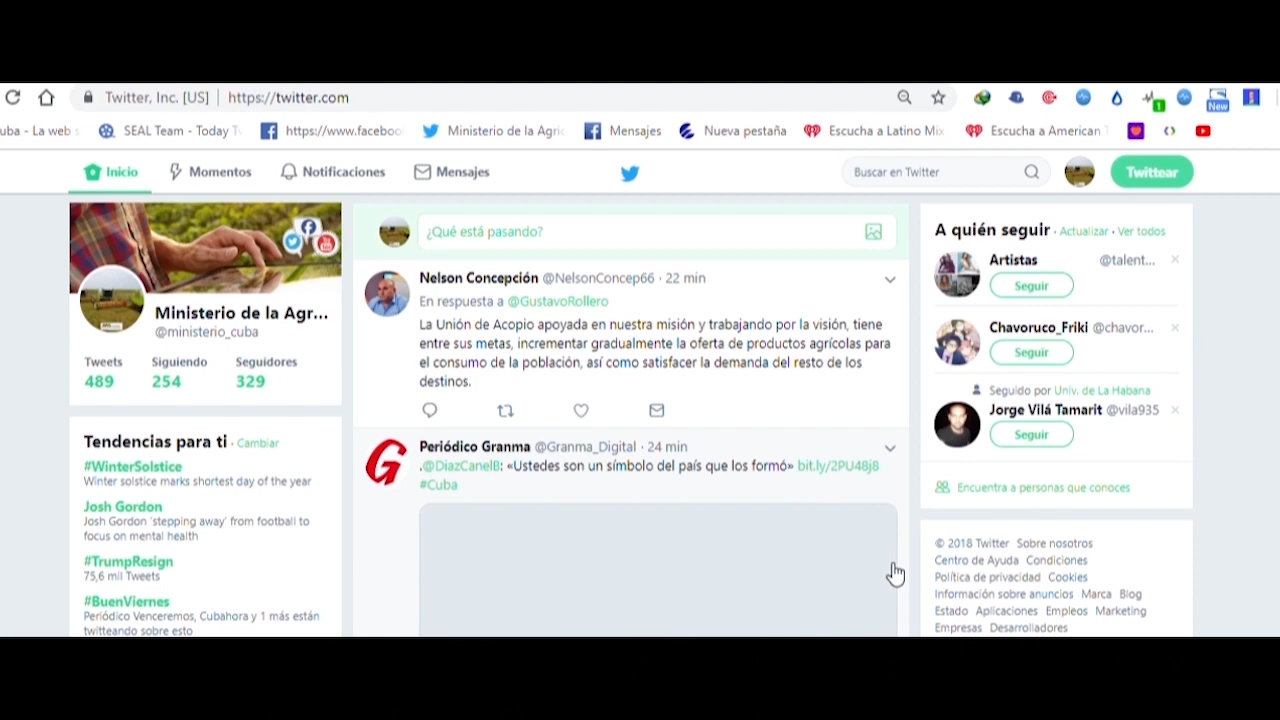 Twitter, Inc. [US] | https://twitter.com
New
1
uba - La web s
SEAL Team - Today T
https://www.faceboo
Ministerio de la Agric
Mensajes
Nueva pestaña
Escucha a Latino Mix
Escucha a American T
Inicio
Momentos
Notificaciones
Mensajes
Buscar en Twitter
Twittear
Ministerio de la Agr...
@ministerio_cuba
Tweets Siguiendo Seguidores
489 254 329
Tendencias para ti · Cambiar
#WinterSolstice
Winter solstice marks shortest day of the year
Josh Gordon
Josh Gordon 'stepping away' from football to
focus on mental health
#TrumpResign
75,6 mil Tweets
#BuenViernes
Periódico Venceremos, Cubahora y 1 más están
twitteando sobre esto
¿Qué está pasando?
Nelson Concepción @NelsonConcep66 · 22 min
En respuesta a @GustavoRollero
La Unión de Acopio apoyada en nuestra misión y trabajando por la visión, tiene
entre sus metas, incrementar gradualmente la oferta de productos agrícolas para
el consumo de la población, así como satisfacer la demanda del resto de los
destinos.
Periódico Granma @Granma_Digital · 24 min
.@DiazCanelB: «Ustedes son un símbolo del país que los formó» bit.ly/2PU48j8
#Cuba
A quién seguir · Actualizar · Ver todos
Artistas @talent...
Seguir
Chavoruco_Friki @chavor...
Seguir
Seguido por Univ. de La Habana
Jorge Vilá Tamarit @vila935
Seguir
Encuentra a personas que conoces
© 2018 Twitter Sobre nosotros
Centro de Ayuda Condiciones
Política de privacidad Cookies
Información sobre anuncios Marca Blog
Estado Aplicaciones Empleos Marketing
Empresas Desarrolladores